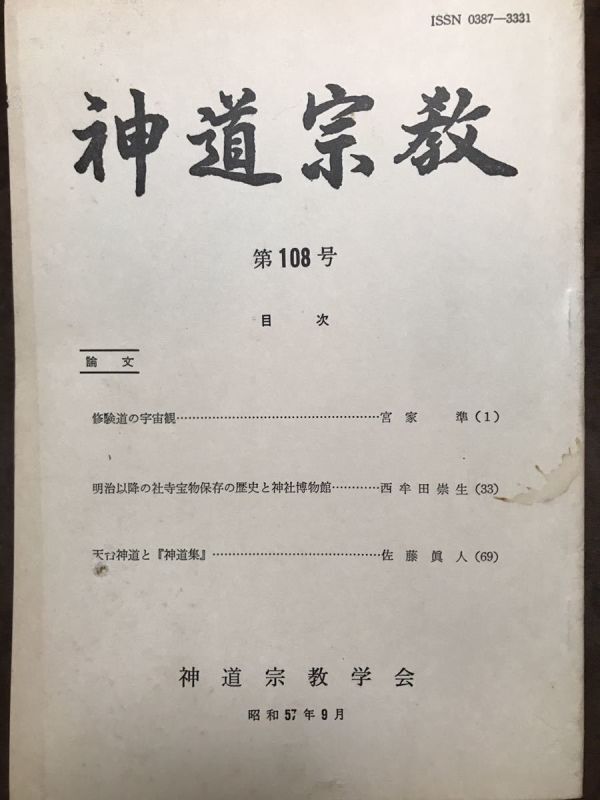 ISSN 0387—3331
神道宗教
第108号
目次
論文
修験道の宇宙観……………………………………………宮家準(1)
明治以降の社寺宝物保存の歴史と神社博物館…………西牟田崇生(33)
天台神道と『神道集』……………………………………佐藤眞人(69)
神道宗教学会
昭和57年9月